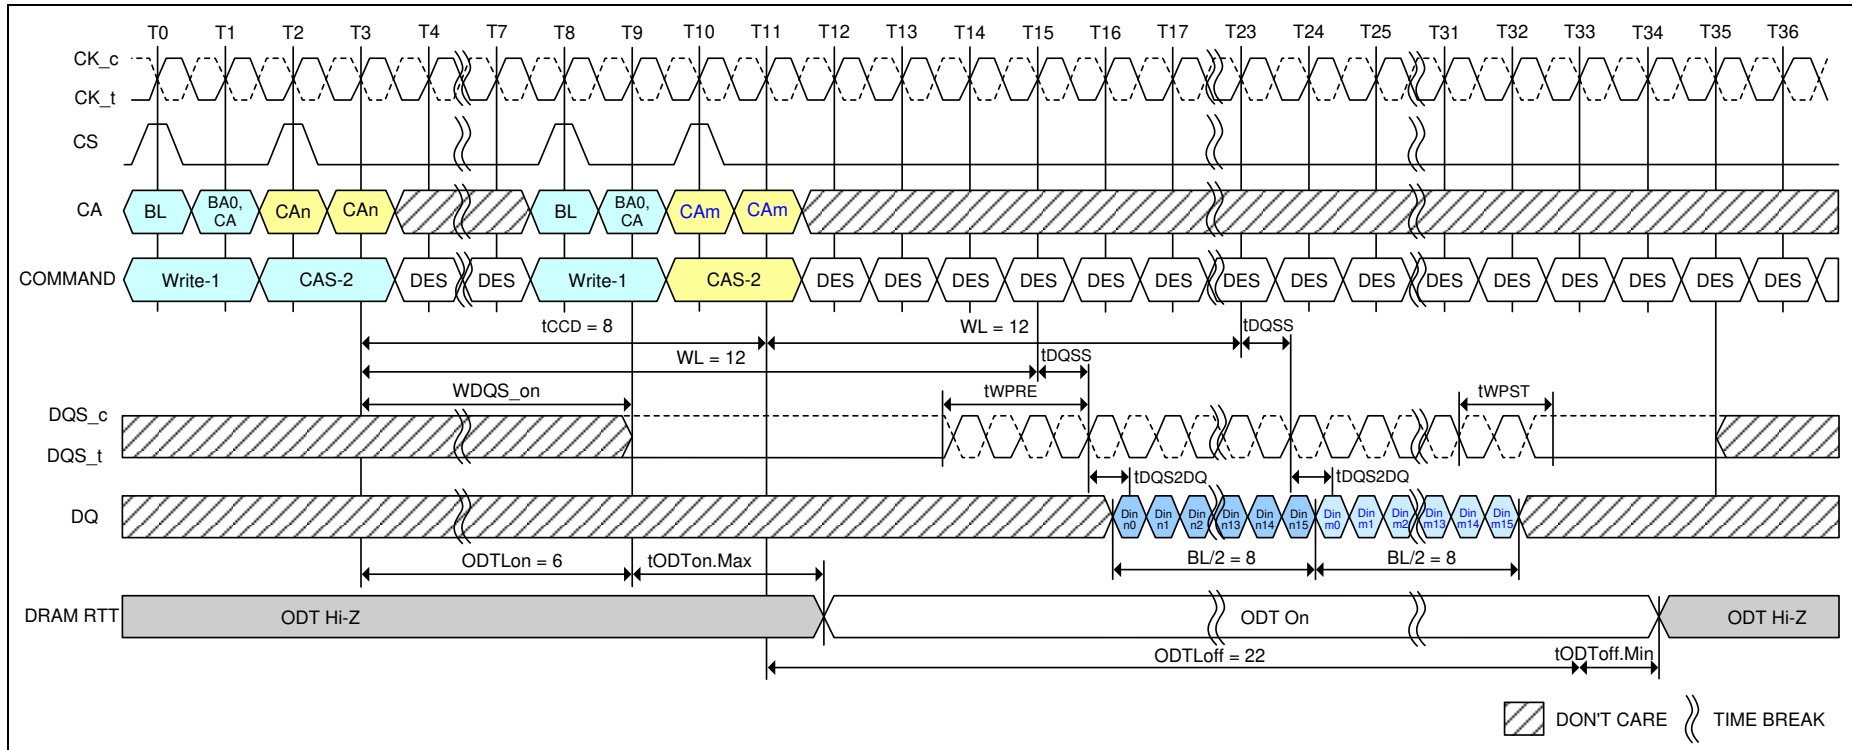 T0 T1 T2 T3 T4 T7 T8 T9 T10 T11 T12 T13 T14 T15 T16 T17 T23 T24 T25 T31 T32 T33 T34 T35 T36
CK_c
CK_t
CS
CA BL BA0, CA CAn CAn BL BA0, CA CAm CAm
COMMAND Write-1 CAS-2 DES DES Write-1 CAS-2 DES DES DES DES DES DES DES DES DES DES DES DES DES DES DES
tCCD = 8 WL = 12 tDQSS
WL = 12 tDQSS
WDQS_on tWPRE tWPST
DQS_c
DQS_t
tDQS2DQ tDQS2DQ
DQ Din n0 Din n1 Din n2 Din n13 Din n14 Din n15 Din m0 Din m1 Din m2 Din m13 Din m14 Din m15
ODTLon = 6 tODTon.Max BL/2 = 8 BL/2 = 8
DRAM RTT ODT Hi-Z ODT On ODT Hi-Z
ODTLoff = 22 tODToff.Min
DON'T CARE TIME BREAK